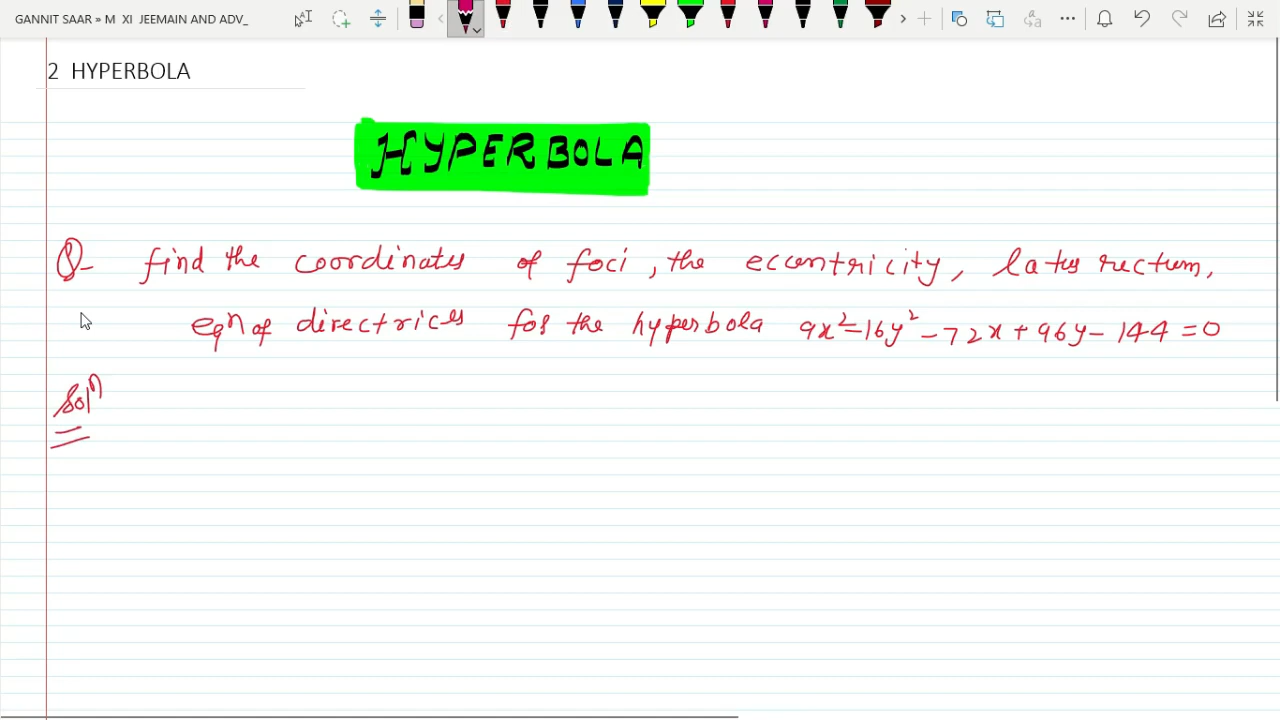 GANNIT SAAR » M XI JEEMAIN AND ADV_
2 HYPERBOLA
HYPERBOLA
Q- find the coordinates of foci, the eccentricity, latus rectum,
eqn of directrices for the hyperbola 9x²-16y²-72x+96y-144=0
Soln